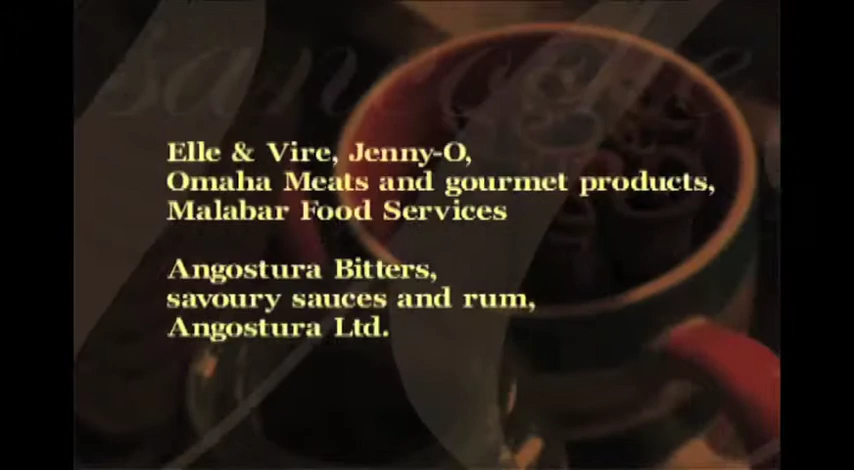 Elle & Vire, Jenny-O,
Omaha Meats and gourmet products,
Malabar Food Services
Angostura Bitters,
savoury sauces and rum,
Angostura Ltd.